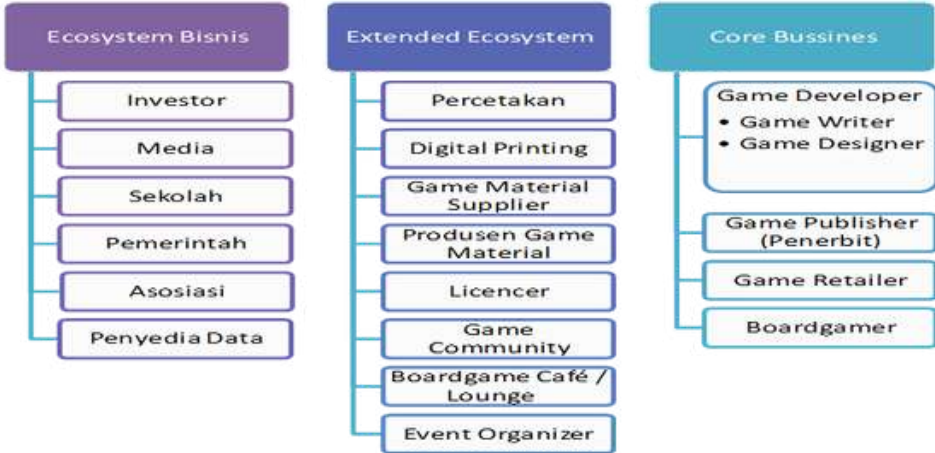 Ecosystem Bisnis
Investor
Media
Sekolah
Pemerintah
Asosiasi
Penyedia Data
Extended Ecosystem
Percetakan
Digital Printing
Game Material
Supplier
Produsen Game
Material
Licencer
Game
Community
Boardgame Café /
Lounge
Event Organizer
Core Bussines
Game Developer
• Game Writer
• Game Designer
Game Publisher
(Penerbit)
Game Retailer
Boardgamer